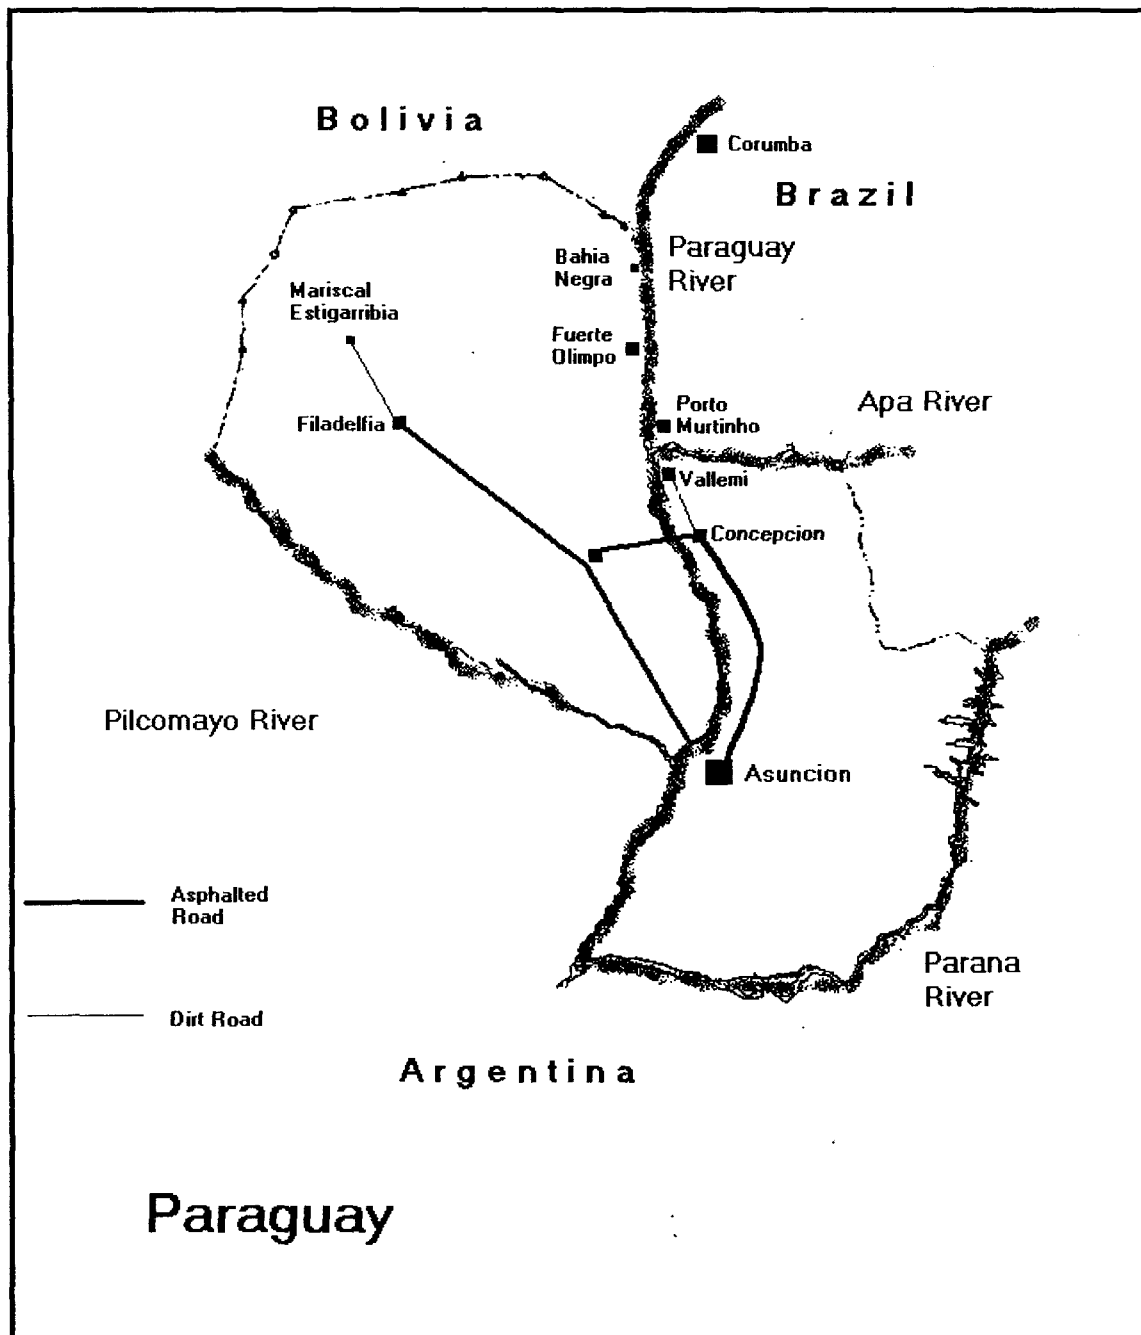 Bolivia
Corumba
Brazil
Paraguay
River
Bahia
Negra
Mariscal
Estigarribia
Fuerte
Olimpo
Porto
Murtinho
Apa River
Filadelfia
Vallemi
Concepcion
Pilcomayo River
Asuncion
Asphalted
Road
Parana
River
Dirt Road
Argentina
Paraguay